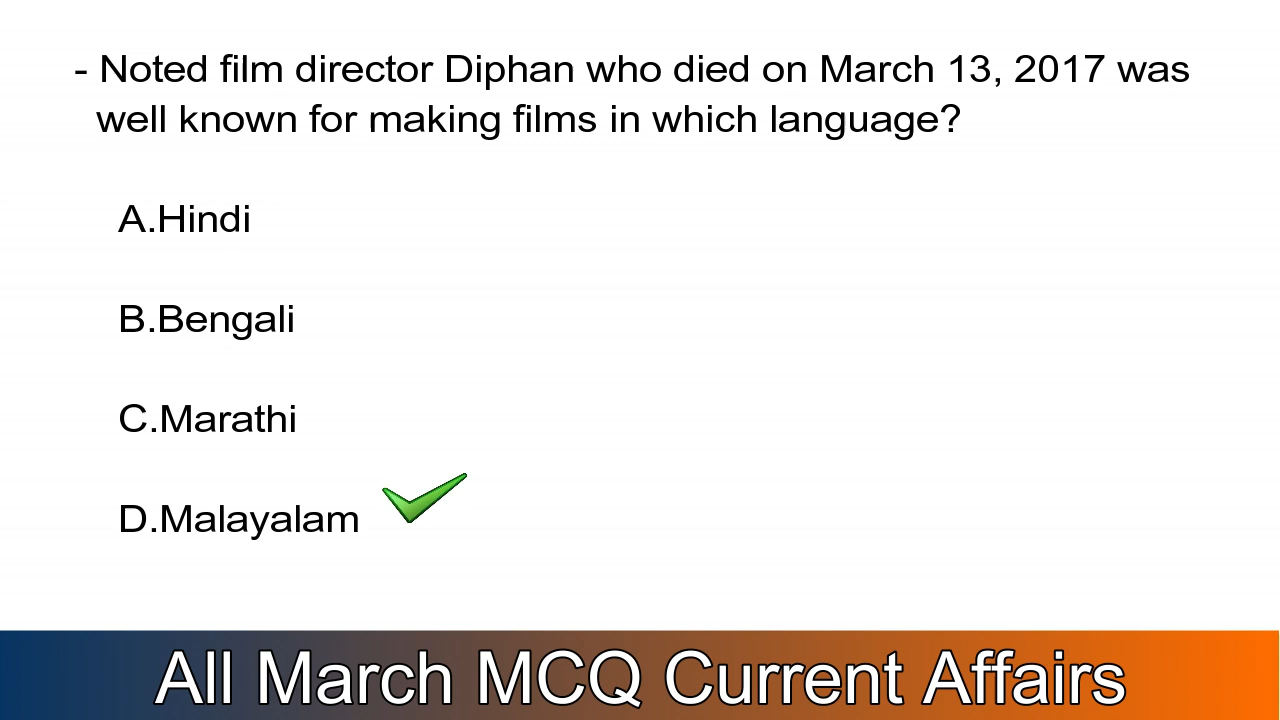 - Noted film director Diphan who died on March 13, 2017 was
well known for making films in which language?
A.Hindi
B.Bengali
C.Marathi
D.Malayalam
All March MCQ Current Affairs